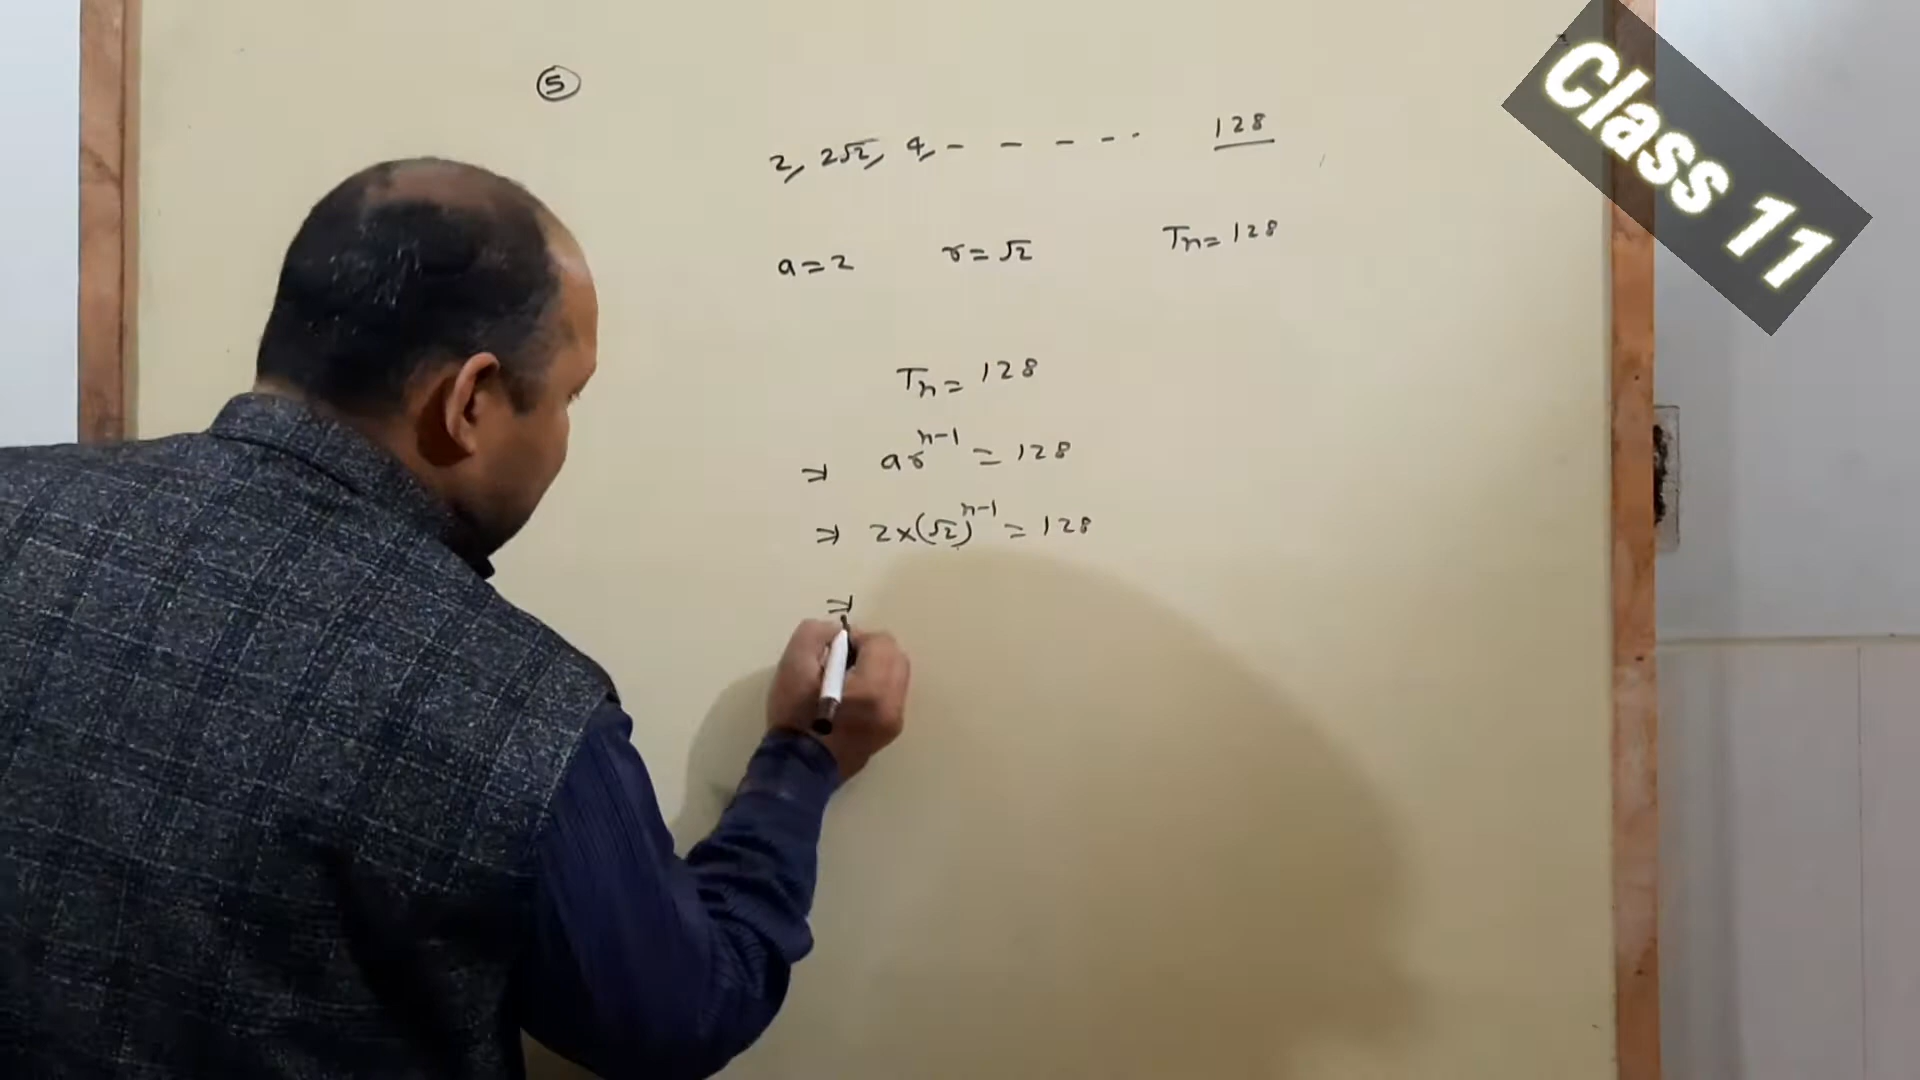 ⑤
2, 2√2, 4, - - - - . 128
a = 2 r = √2 Tn = 128
Tn = 128
⇒ ar^(n-1) = 128
⇒ 2×(√2)^(n-1) = 128
⇒
Class 11